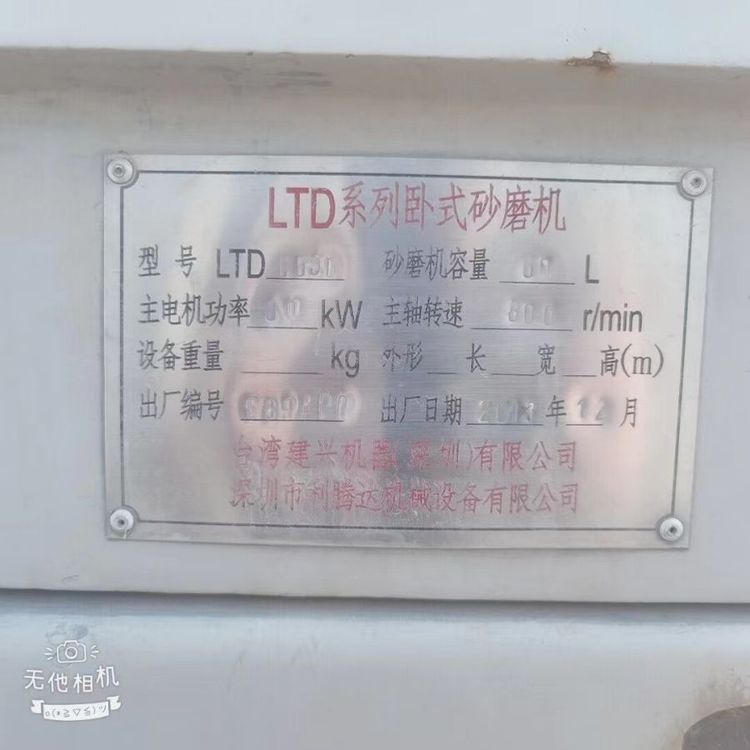 LTD系列卧式砂磨机
型号 LTD 砂磨机容量 L
主电机功率 kW 主轴转速 800 r/min
设备重量 kg 外形 长 宽 高(m)
出厂编号 出厂日期 年 12 月
台湾建兴机器(深圳)有限公司
深圳市利腾达机械设备有限公司
无他相机